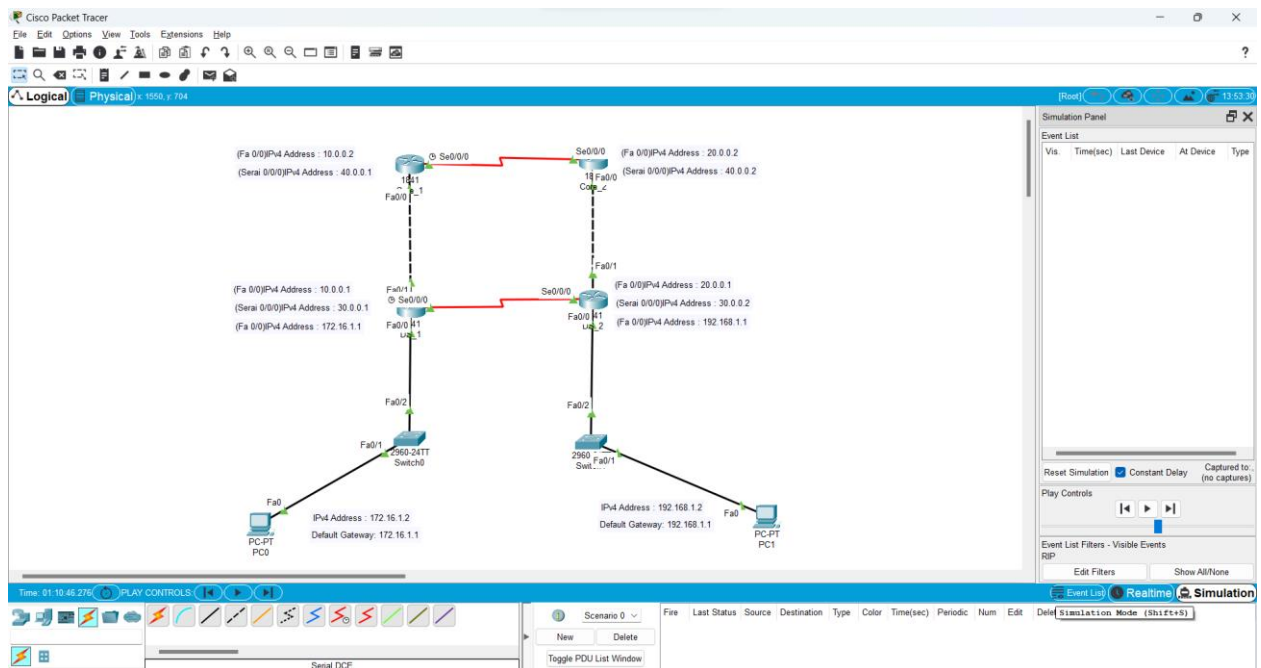 Cisco Packet Tracer
File Edit Options View Tools Extensions Help
?
Logical Physical x: 1550, y: 704
[Root] 13:53:30
Simulation Panel
Event List
Vis. Time(sec) Last Device At Device Type
(Fa 0/0)IPv4 Address : 10.0.0.2
(Serai 0/0/0)IPv4 Address : 40.0.0.1
Se0/0/0
1841
Fa0/0
Se0/0/0
(Fa 0/0)IPv4 Address : 20.0.0.2
(Serai 0/0/0)IPv4 Address : 40.0.0.2
Fa0/0
(Fa 0/0)IPv4 Address : 10.0.0.1
(Serai 0/0/0)IPv4 Address : 30.0.0.1
(Fa 0/0)IPv4 Address : 172.16.1.1
Fa0/1
Se0/0/0
Fa0/0
Fa0/1
Se0/0/0
Fa0/0
(Fa 0/0)IPv4 Address : 20.0.0.1
(Serai 0/0/0)IPv4 Address : 30.0.0.2
(Fa 0/0)IPv4 Address : 192.168.1.1
Fa0/2
Fa0/1
2960-24TT
Switch0
Fa0/2
2960
Fa0/1
Fa0
IPv4 Address : 172.16.1.2
Default Gateway: 172.16.1.1
PC-PT
PC0
IPv4 Address : 192.168.1.2
Default Gateway: 192.168.1.1
Fa0
PC-PT
PC1
Reset Simulation Constant Delay Captured to:
(no captures)
Play Controls
Event List Filters - Visible Events
RIP
Edit Filters Show All/None
Time: 01:10:46.276 PLAY CONTROLS:
Event List Realtime Simulation
Scenario 0
New Delete
Toggle PDU List Window
Fire Last Status Source Destination Type Color Time(sec) Periodic Num Edit
Simulation Mode (Shift+S)
Serial DCE